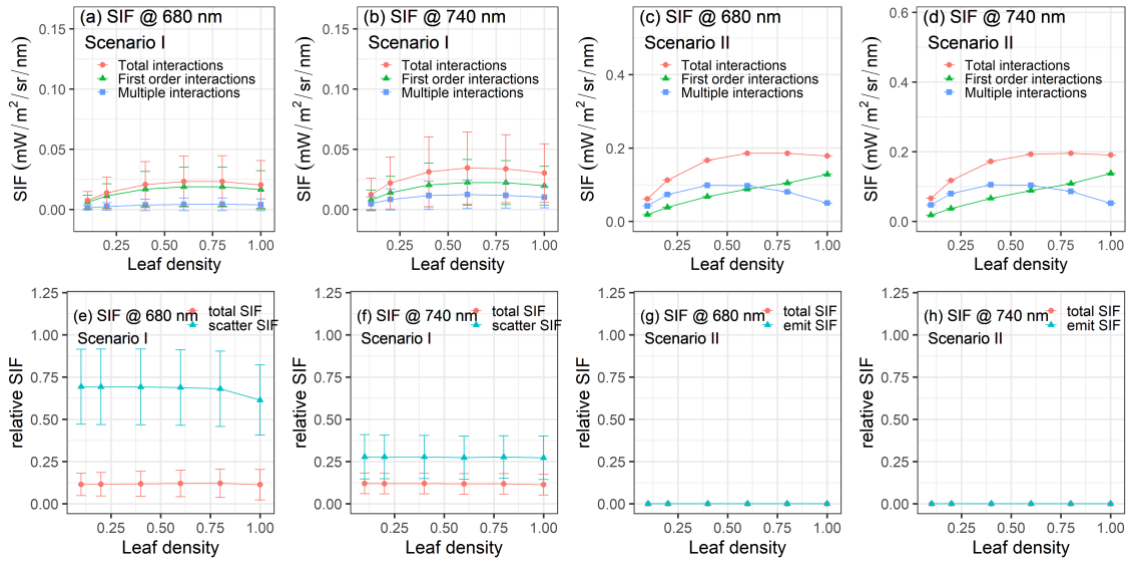 (a) SIF @ 680 nm
Scenario I
Total interactions
First order interactions
Multiple interactions
0.15
0.10
0.05
0.00
SIF (mW/m²/sr/nm)
0.25 0.50 0.75 1.00
Leaf density
(b) SIF @ 740 nm
Scenario I
Total interactions
First order interactions
Multiple interactions
0.15
0.10
0.05
0.00
SIF (mW/m²/sr/nm)
0.25 0.50 0.75 1.00
Leaf density
(c) SIF @ 680 nm
Scenario II
Total interactions
First order interactions
Multiple interactions
0.4
0.2
0.0
SIF (mW/m²/sr/nm)
0.25 0.50 0.75 1.00
Leaf density
(d) SIF @ 740 nm
Scenario II
Total interactions
First order interactions
Multiple interactions
0.6
0.4
0.2
0.0
SIF (mW/m²/sr/nm)
0.25 0.50 0.75 1.00
Leaf density
(e) SIF @ 680 nm
Scenario I
total SIF
scatter SIF
1.25
1.00
0.75
0.50
0.25
0.00
relative SIF
0.25 0.50 0.75 1.00
Leaf density
(f) SIF @ 740 nm
Scenario I
total SIF
scatter SIF
1.25
1.00
0.75
0.50
0.25
0.00
relative SIF
0.25 0.50 0.75 1.00
Leaf density
(g) SIF @ 680 nm
Scenario II
total SIF
emit SIF
1.25
1.00
0.75
0.50
0.25
0.00
relative SIF
0.25 0.50 0.75 1.00
Leaf density
(h) SIF @ 740 nm
Scenario II
total SIF
emit SIF
1.25
1.00
0.75
0.50
0.25
0.00
relative SIF
0.25 0.50 0.75 1.00
Leaf density